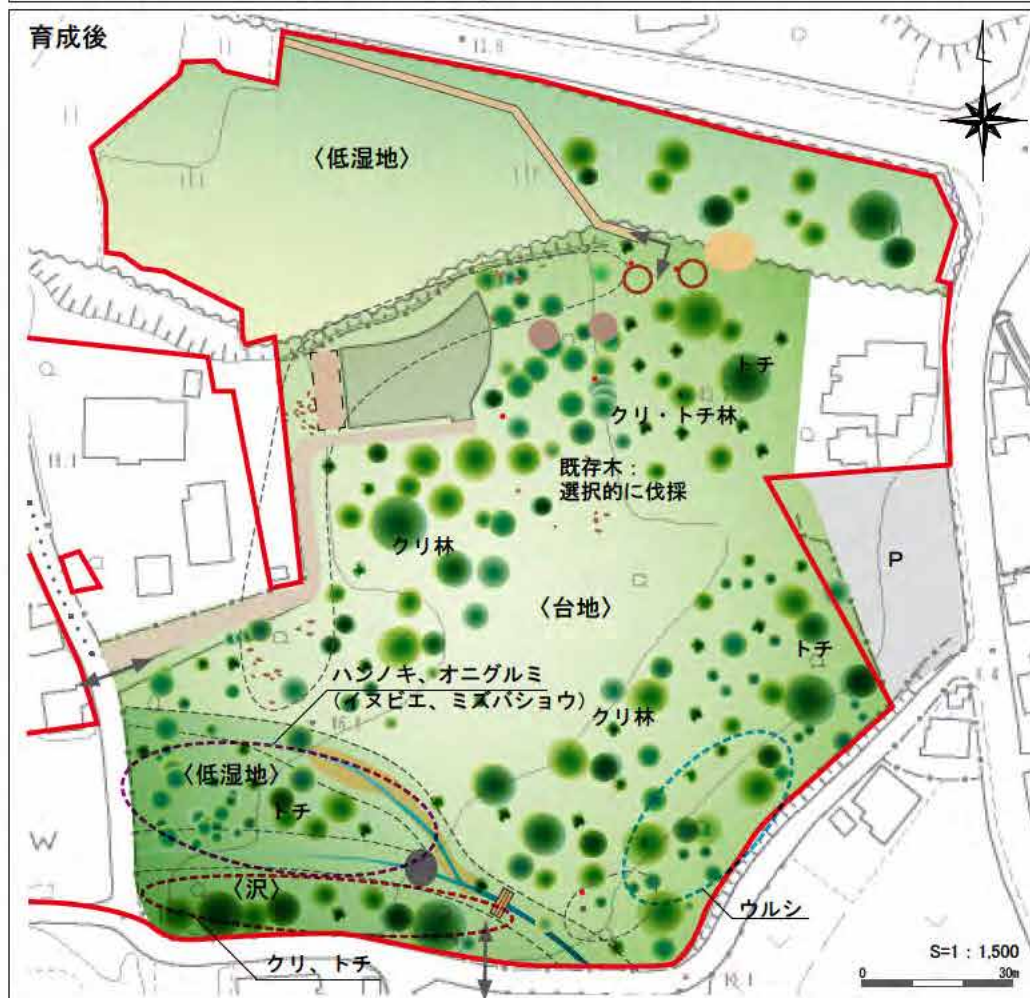 育成後
11.8
〈低湿地〉
トチ
クリ・トチ林
既存木：
選択的に伐採
クリ林
P
〈台地〉
トチ
ハンノキ、オニグルミ
（イヌビエ、ミズバショウ）
クリ林
〈低湿地〉
トチ
〈沢〉
ウルシ
クリ、トチ
S=1：1,500
0 30m